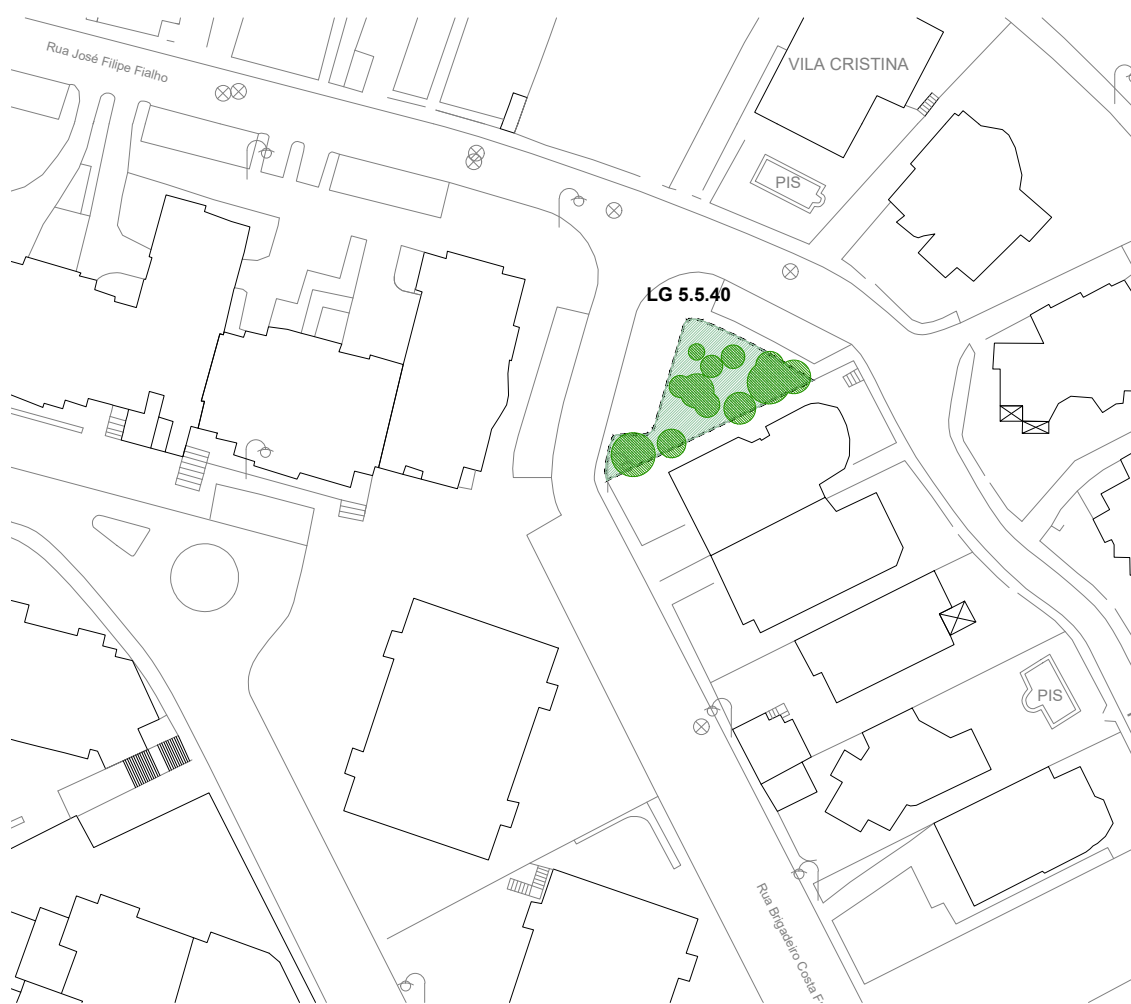 Rua José Filipe Fialho
VILA CRISTINA
PIS
LG 5.5.40
PIS
Rua Brigadeiro Costa